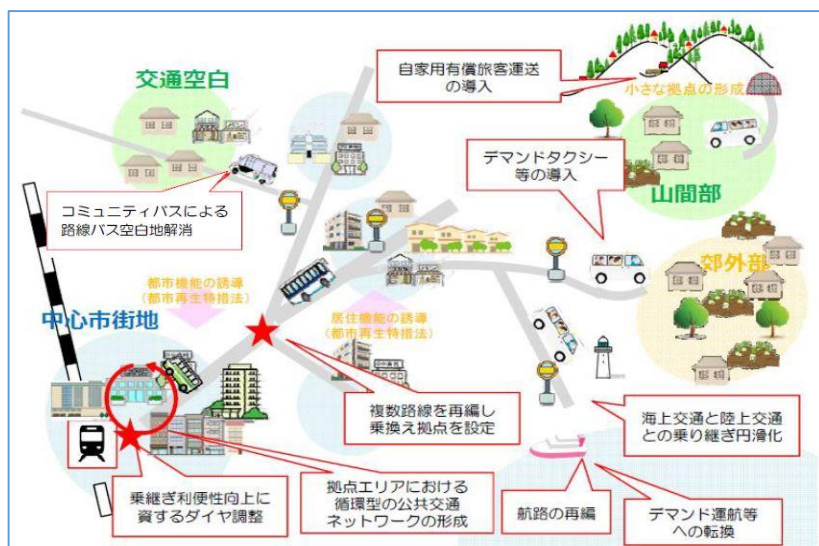 自家用有償旅客運送
の導入
小さな拠点の形成
交通空白
デマンドタクシー
等の導入
山間部
コミュニティバスによる
路線バス空白地解消
郊外部
都市機能の誘導
(都市再生特措法)
中心市街地
居住機能の誘導
(都市再生特措法)
複数路線を再編し
乗換え拠点を設定
海上交通と陸上交通
との乗り継ぎ円滑化
乗継ぎ利便性向上に
資するダイヤ調整
拠点エリアにおける
循環型の公共交通
ネットワークの形成
航路の再編
デマンド運航等
への転換